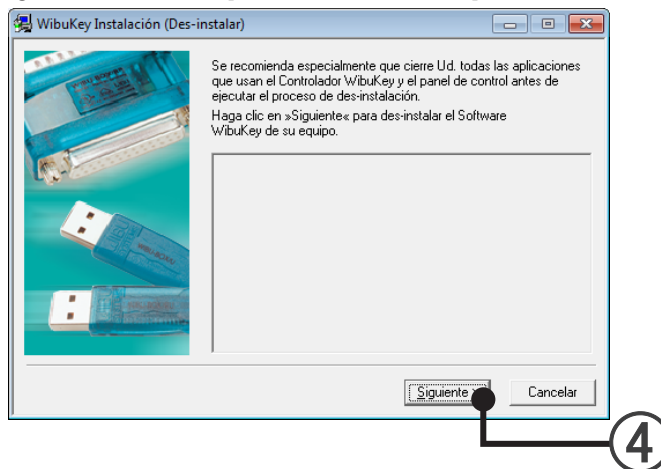 WibuKey Instalación (Des-instalar)
Se recomienda especialmente que cierre Ud. todas las aplicaciones
que usan el Controlador WibuKey y el panel de control antes de
ejecutar el proceso de des-instalación.
Haga clic en »Siguiente« para des-instalar el Software
WibuKey de su equipo.
Siguiente
Cancelar
4